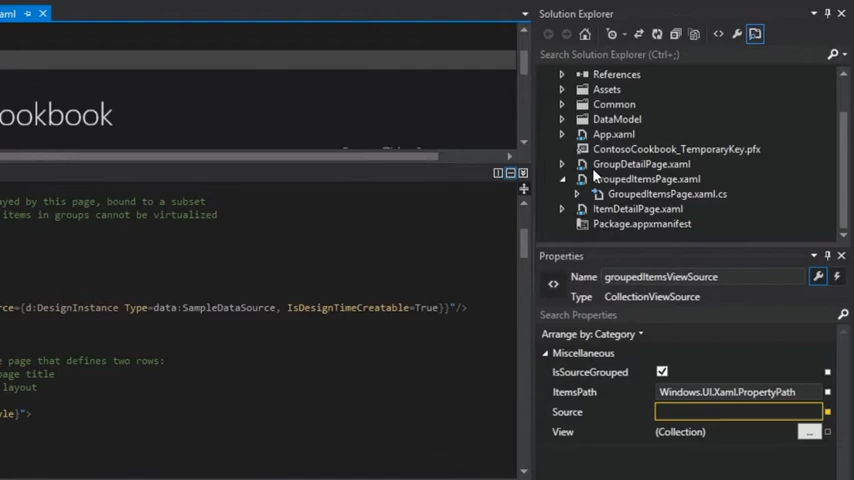 aml
ookbook
ayed by this page, bound to a subset
items in groups cannot be virtualized
rce={d:DesignInstance Type=data:SampleDataSource, IsDesignTimeCreatable=True}}"/>
e page that defines two rows:
page title
layout
yle}">
Solution Explorer
Search Solution Explorer (Ctrl+;)
References
Assets
Common
DataModel
App.xaml
ContosoCookbook_TemporaryKey.pfx
GroupDetailPage.xaml
GroupedItemsPage.xaml
GroupedItemsPage.xaml.cs
ItemDetailPage.xaml
Package.appxmanifest
Properties
Name groupedItemsViewSource
Type CollectionViewSource
Search Properties
Arrange by: Category
Miscellaneous
IsSourceGrouped
ItemsPath Windows.UI.Xaml.PropertyPath
Source
View (Collection) ...